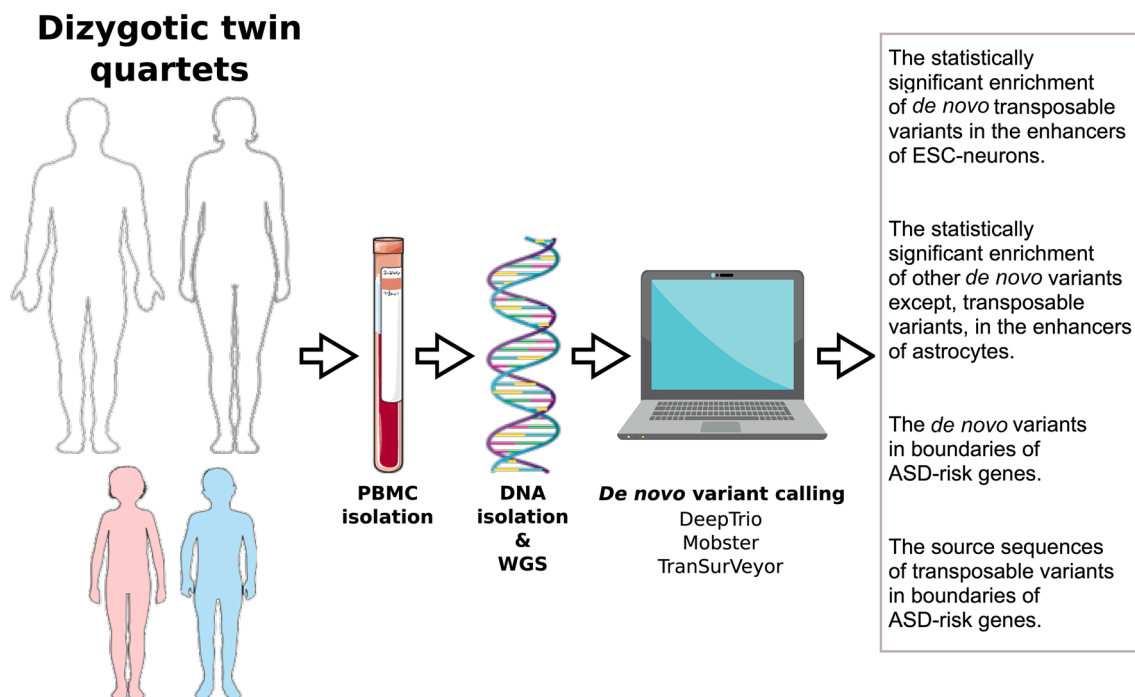 Dizygotic twin
quartets
PBMC
isolation
DNA
isolation
&
WGS
De novo variant calling
DeepTrio
Mobster
TranSurVeyor
The statistically
significant enrichment
of de novo transposable
variants in the enhancers
of ESC-neurons.
The statistically
significant enrichment
of other de novo variants
except, transposable
variants, in the enhancers
of astrocytes.
The de novo variants
in boundaries of
ASD-risk genes.
The source sequences
of transposable variants
in boundaries of
ASD-risk genes.